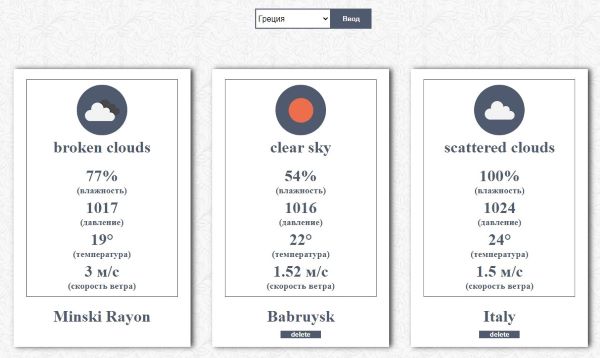 Греция
Ввод
broken clouds
77%
(влажность)
1017
(давление)
19°
(температура)
3 м/с
(скорость ветра)
Minski Rayon
clear sky
54%
(влажность)
1016
(давление)
22°
(температура)
1.52 м/с
(скорость ветра)
Babruysk
delete
scattered clouds
100%
(влажность)
1024
(давление)
24°
(температура)
1.5 м/с
(скорость ветра)
Italy
delete